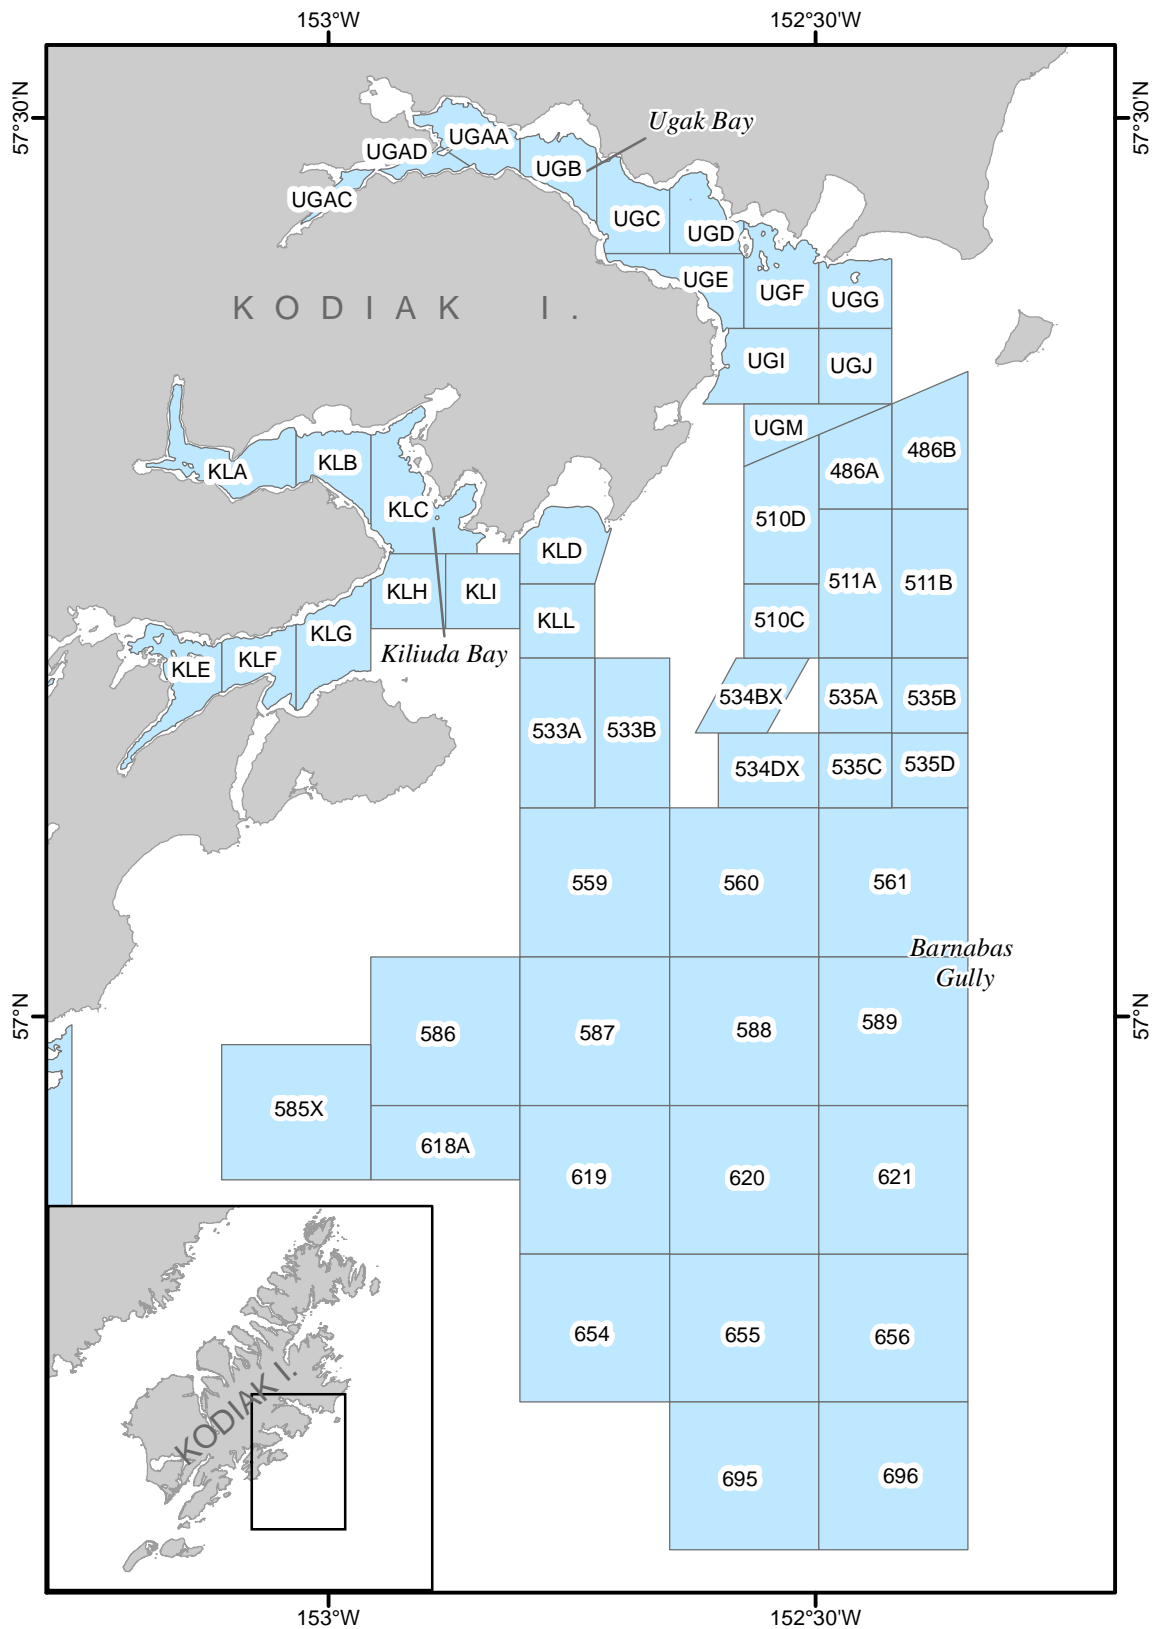 153°W 152°30'W
57°30'N
57°30'N
Ugak Bay
UGAA
UGAD
UGB
UGAC
UGC
UGD
UGE
UGF
UGG
KODIAK I.
UGI
UGJ
UGM
486B
486A
KLA
KLB
KLC
510D
KLD
511A
511B
KLH
KLI
KLL
510C
KLG
Kiliuda Bay
KLF
KLE
534BX
535A
535B
533A
533B
534DX
535C
535D
559
560
561
Barnabas
Gully
57°N
57°N
586
587
588
589
585X
618A
619
620
621
654
655
656
KODIAK I.
695
696
153°W 152°30'W